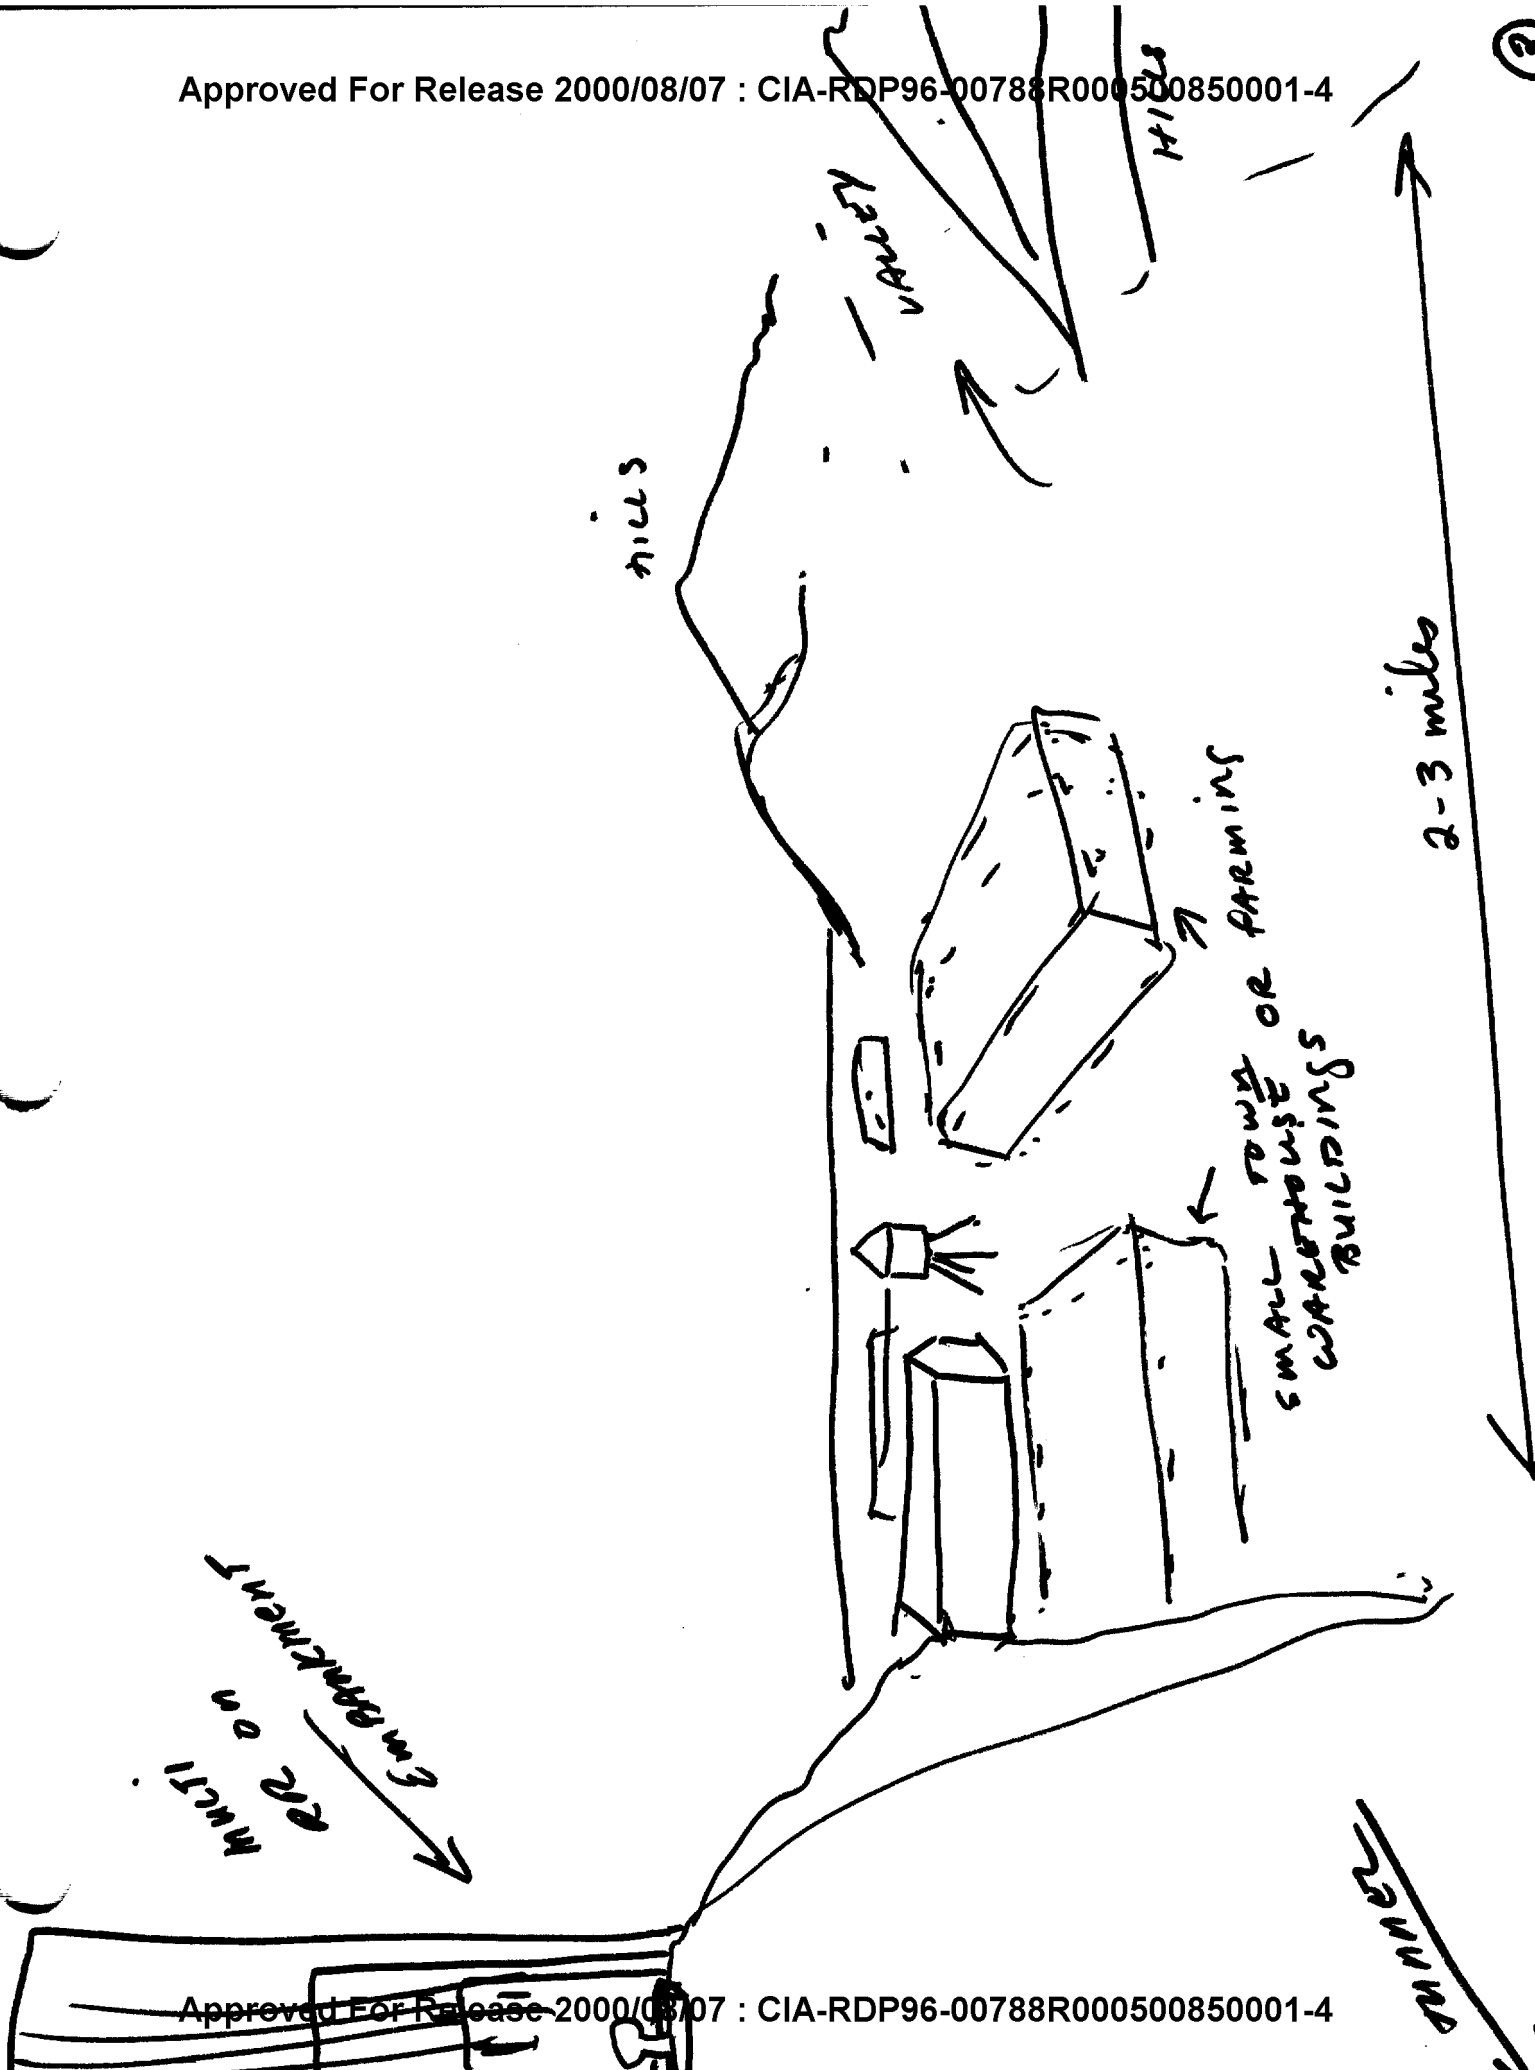 Approved For Release 2000/08/07 : CIA-RDP96-00788R000500850001-4
HILLS
VALLEY
HILLS
2-3 miles
SMALL TOWN OR FARMING
WAREHOUSE
BUILDINGS
MULTI
RR on
EMBANKMENT
Approved For Release 2000/08/07 : CIA-RDP96-00788R000500850001-4